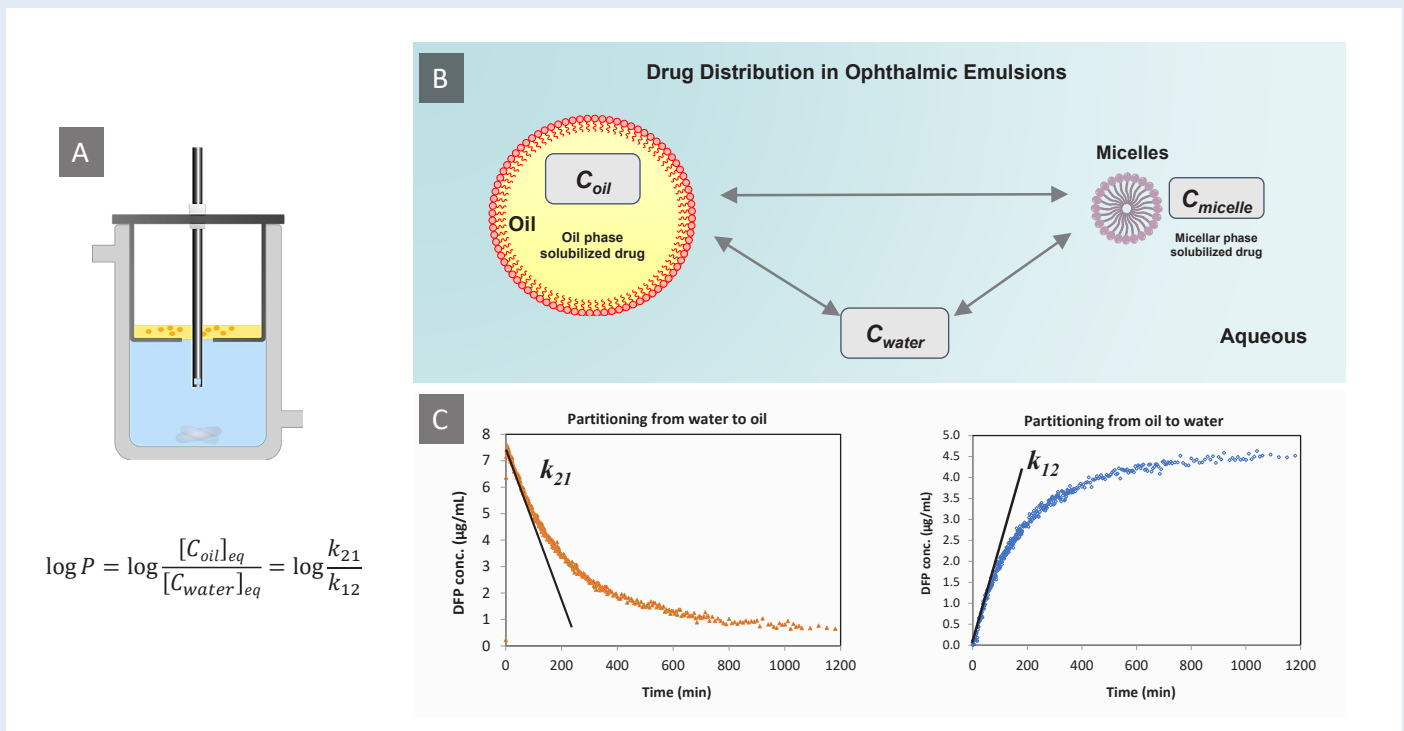 A
log P = log [C_oil]_eq / [C_water]_eq = log k_21 / k_12
B
Drug Distribution in Ophthalmic Emulsions
C_oil
Oil
Oil phase
solubilized drug
Micelles
C_micelle
Micellar phase
solubilized drug
C_water
Aqueous
C
Partitioning from water to oil
k_21
DFP conc. (µg/mL)
8
7
6
5
4
3
2
1
0
0 200 400 600 800 1000 1200
Time (min)
Partitioning from oil to water
k_12
DFP conc. (µg/mL)
5.0
4.5
4.0
3.5
3.0
2.5
2.0
1.5
1.0
0.5
0.0
0 200 400 600 800 1000 1200
Time (min)